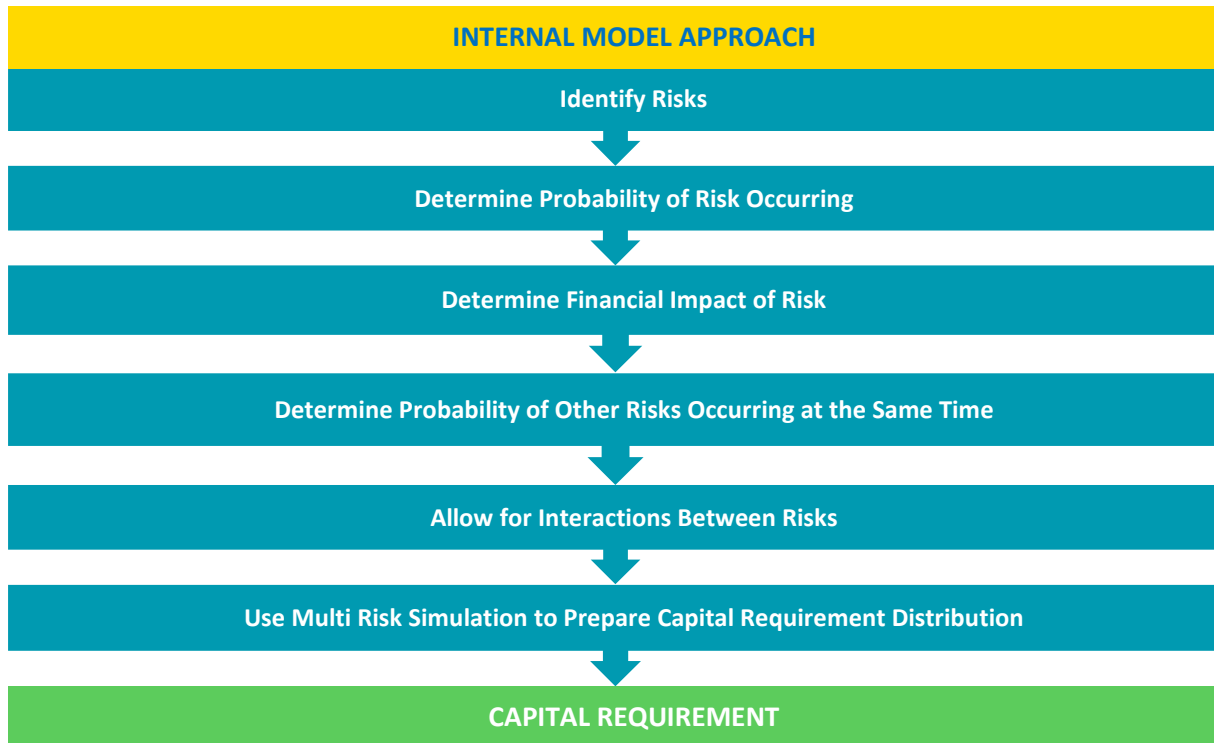 INTERNAL MODEL APPROACH
Identify Risks
Determine Probability of Risk Occurring
Determine Financial Impact of Risk
Determine Probability of Other Risks Occurring at the Same Time
Allow for Interactions Between Risks
Use Multi Risk Simulation to Prepare Capital Requirement Distribution
CAPITAL REQUIREMENT